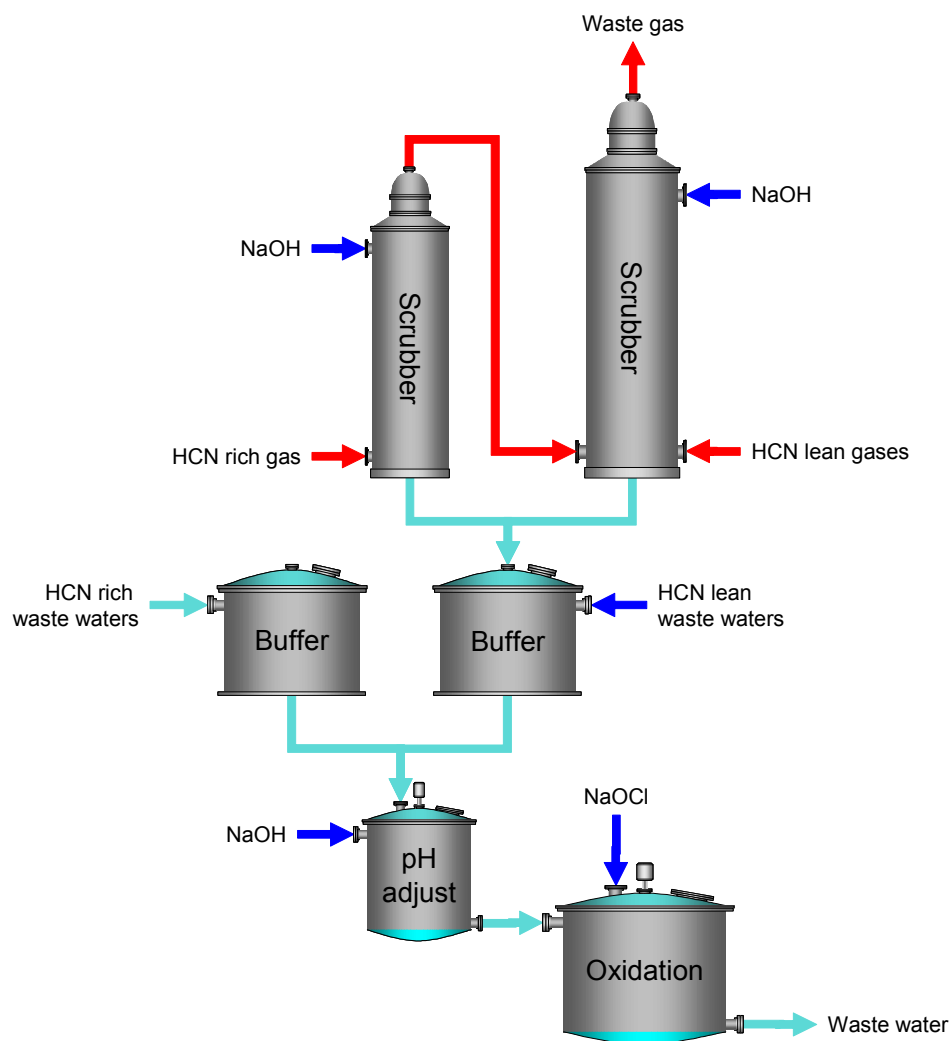 Waste gas
NaOH
NaOH
Scrubber
Scrubber
HCN rich gas
HCN lean gases
HCN rich
waste waters
Buffer
Buffer
HCN lean
waste waters
NaOCl
NaOH
pH
adjust
Oxidation
Waste water